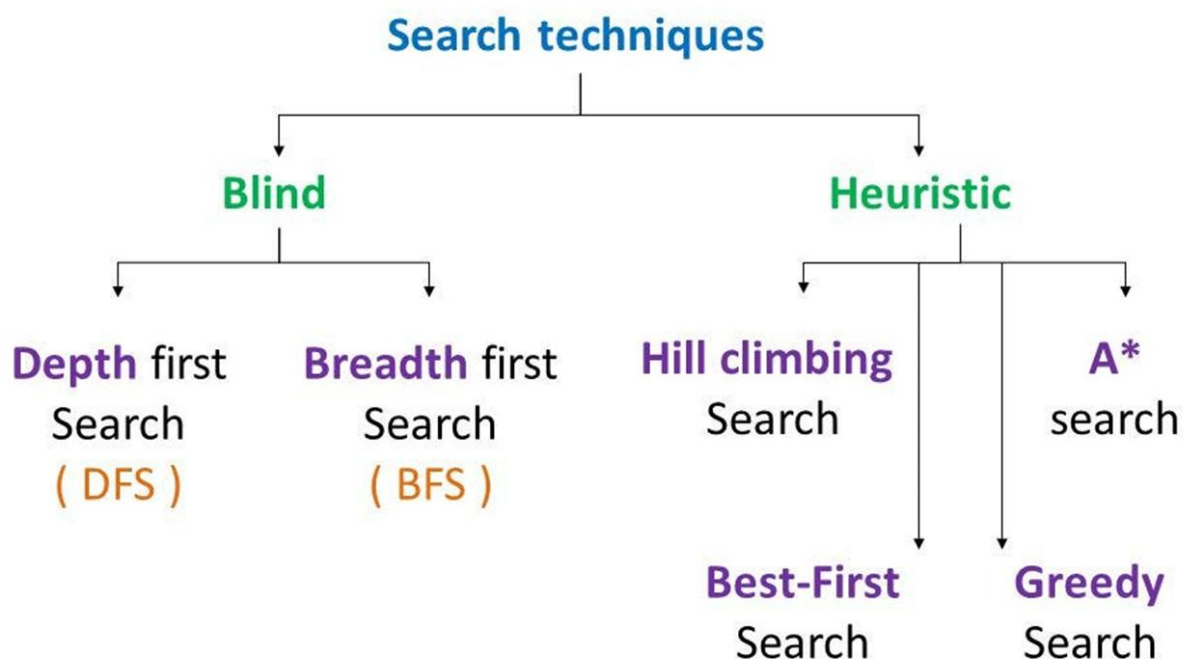 Search techniques
Blind
Heuristic
Depth first
Search
( DFS )
Breadth first
Search
( BFS )
Hill climbing
Search
A*
search
Best-First
Search
Greedy
Search